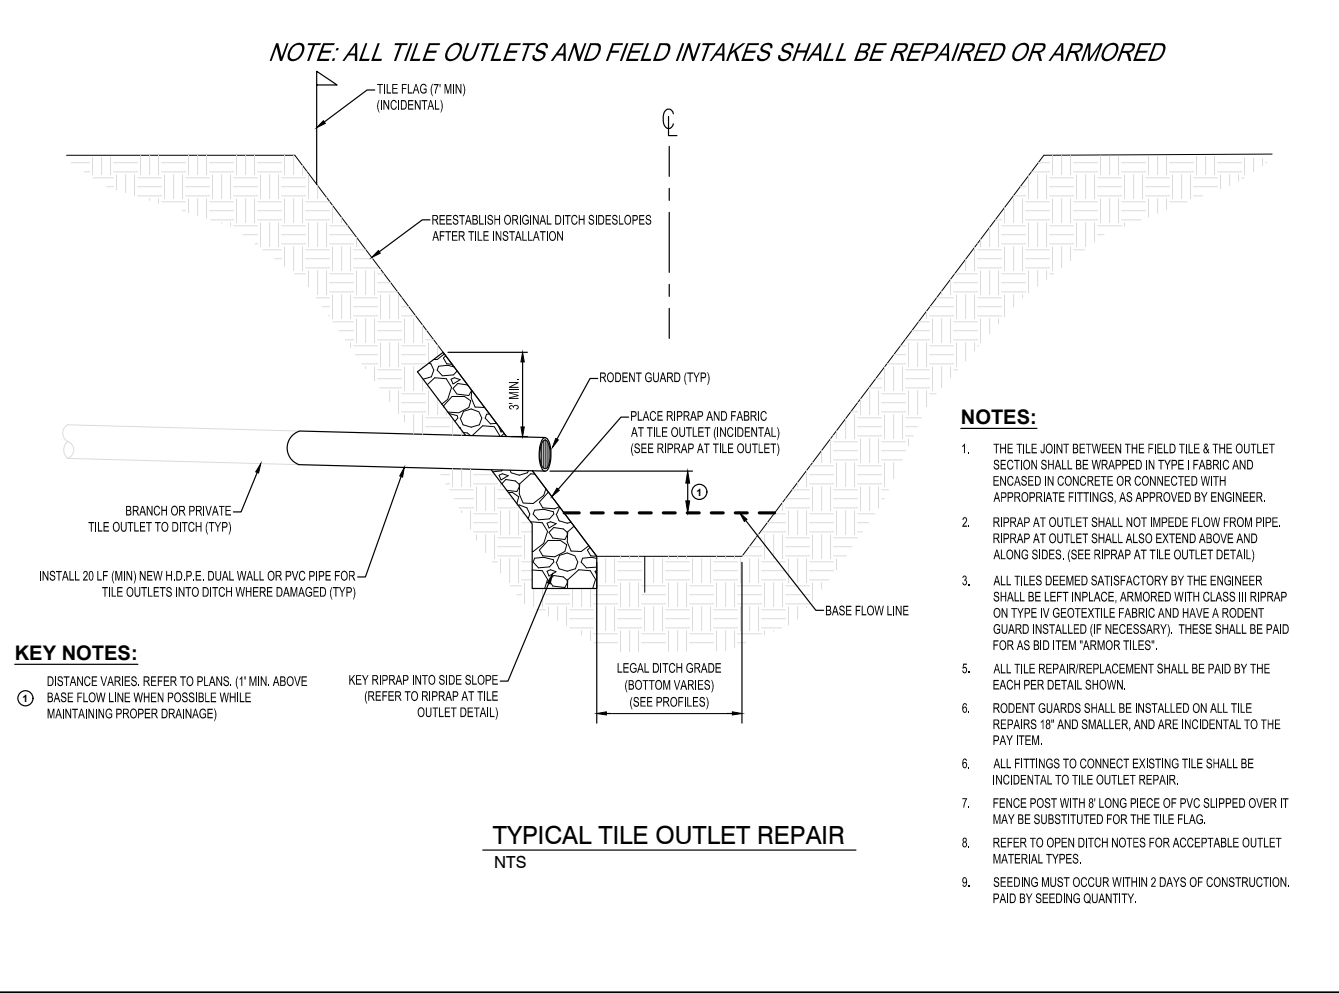 NOTE: ALL TILE OUTLETS AND FIELD INTAKES SHALL BE REPAIRED OR ARMORED
TILE FLAG (7' MIN)
(INCIDENTAL)
℄
REESTABLISH ORIGINAL DITCH SIDESLOPES
AFTER TILE INSTALLATION
3' MIN.
RODENT GUARD (TYP)
PLACE RIPRAP AND FABRIC
AT TILE OUTLET (INCIDENTAL)
(SEE RIPRAP AT TILE OUTLET)
1
BRANCH OR PRIVATE
TILE OUTLET TO DITCH (TYP)
INSTALL 20 LF (MIN) NEW H.D.P.E. DUAL WALL OR PVC PIPE FOR
TILE OUTLETS INTO DITCH WHERE DAMAGED (TYP)
BASE FLOW LINE
KEY NOTES:
1
DISTANCE VARIES. REFER TO PLANS. (1' MIN. ABOVE
BASE FLOW LINE WHEN POSSIBLE WHILE
MAINTAINING PROPER DRAINAGE)
KEY RIPRAP INTO SIDE SLOPE
(REFER TO RIPRAP AT TILE
OUTLET DETAIL)
LEGAL DITCH GRADE
(BOTTOM VARIES)
(SEE PROFILES)
TYPICAL TILE OUTLET REPAIR
NTS
NOTES:
1. THE TILE JOINT BETWEEN THE FIELD TILE & THE OUTLET
SECTION SHALL BE WRAPPED IN TYPE I FABRIC AND
ENCASED IN CONCRETE OR CONNECTED WITH
APPROPRIATE FITTINGS, AS APPROVED BY ENGINEER.
2. RIPRAP AT OUTLET SHALL NOT IMPEDE FLOW FROM PIPE.
RIPRAP AT OUTLET SHALL ALSO EXTEND ABOVE AND
ALONG SIDES, (SEE RIPRAP AT TILE OUTLET DETAIL)
3. ALL TILES DEEMED SATISFACTORY BY THE ENGINEER
SHALL BE LEFT INPLACE, ARMORED WITH CLASS III RIPRAP
ON TYPE IV GEOTEXTILE FABRIC AND HAVE A RODENT
GUARD INSTALLED (IF NECESSARY). THESE SHALL BE PAID
FOR AS BID ITEM "ARMOR TILES".
5. ALL TILE REPAIR/REPLACEMENT SHALL BE PAID BY THE
EACH PER DETAIL SHOWN.
6. RODENT GUARDS SHALL BE INSTALLED ON ALL TILE
REPAIRS 18" AND SMALLER, AND ARE INCIDENTAL TO THE
PAY ITEM.
6. ALL FITTINGS TO CONNECT EXISTING TILE SHALL BE
INCIDENTAL TO TILE OUTLET REPAIR.
7. FENCE POST WITH 8' LONG PIECE OF PVC SLIPPED OVER IT
MAY BE SUBSTITUTED FOR THE TILE FLAG.
8. REFER TO OPEN DITCH NOTES FOR ACCEPTABLE OUTLET
MATERIAL TYPES.
9. SEEDING MUST OCCUR WITHIN 2 DAYS OF CONSTRUCTION.
PAID BY SEEDING QUANTITY.